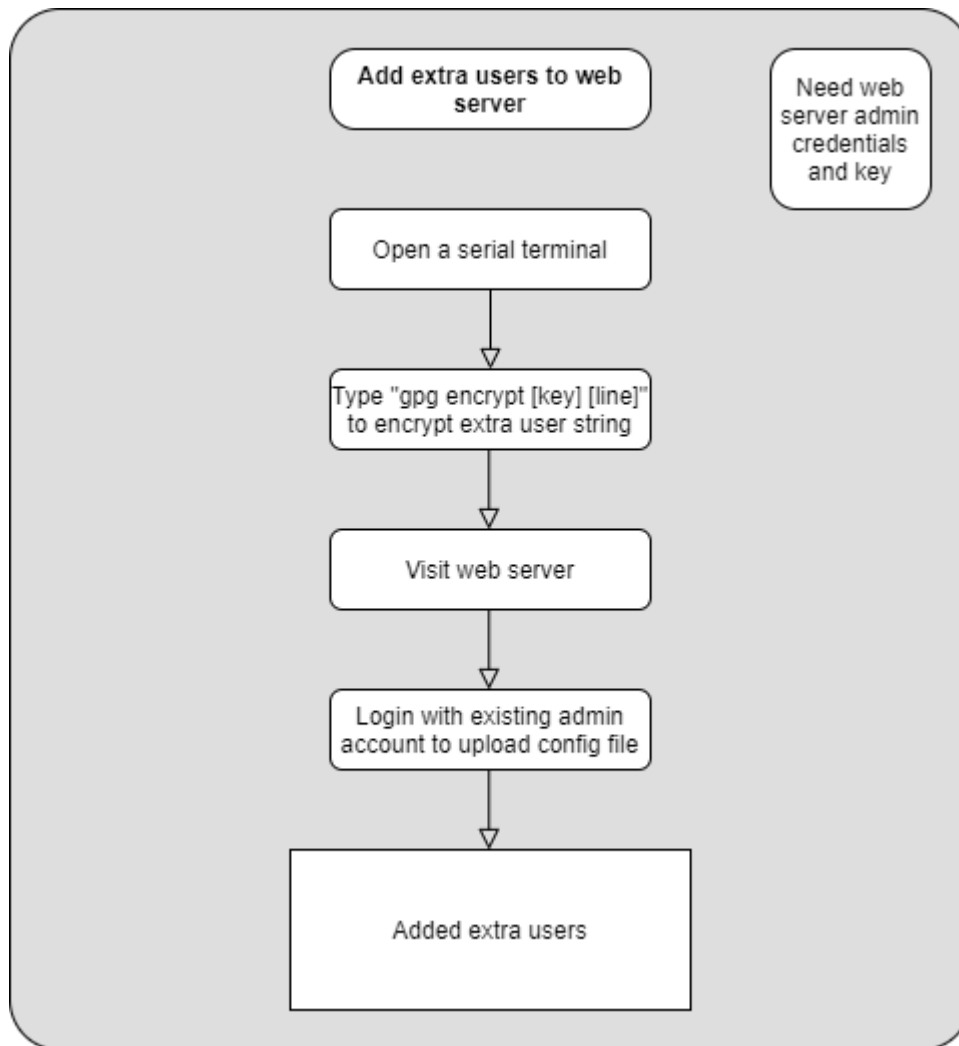 Add extra users to web
server
Need web
server admin
credentials
and key
Open a serial terminal
Type "gpg encrypt [key] [line]"
to encrypt extra user string
Visit web server
Login with existing admin
account to upload config file
Added extra users